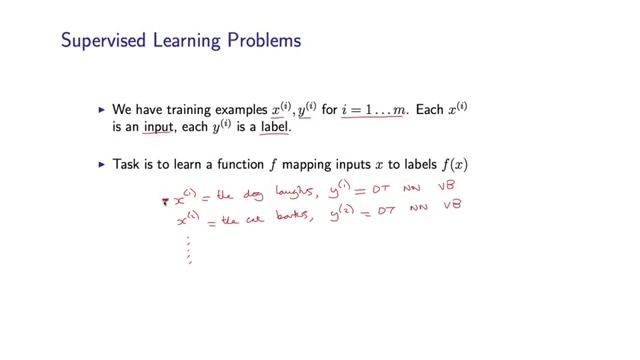 Supervised Learning Problems
▶ We have training examples x^(i), y^(i) for i = 1 … m. Each x^(i)
is an input, each y^(i) is a label.
▶ Task is to learn a function f mapping inputs x to labels f(x)
x^(1) = the dog laughs, y^(1) = DT NN VB
x^(2) = the cat barks, y^(2) = DT NN VB